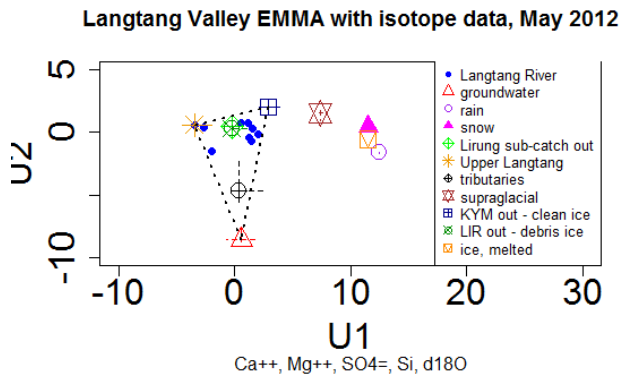 Langtang Valley EMMA with isotope data, May 2012
U2
5
0
-10
-10
0
10
20
30
U1
Ca++, Mg++, SO4=, Si, d18O
Langtang River
groundwater
rain
snow
Lirung sub-catch out
Upper Langtang
tributaries
supraglacial
KYM out - clean ice
LIR out - debris ice
ice, melted